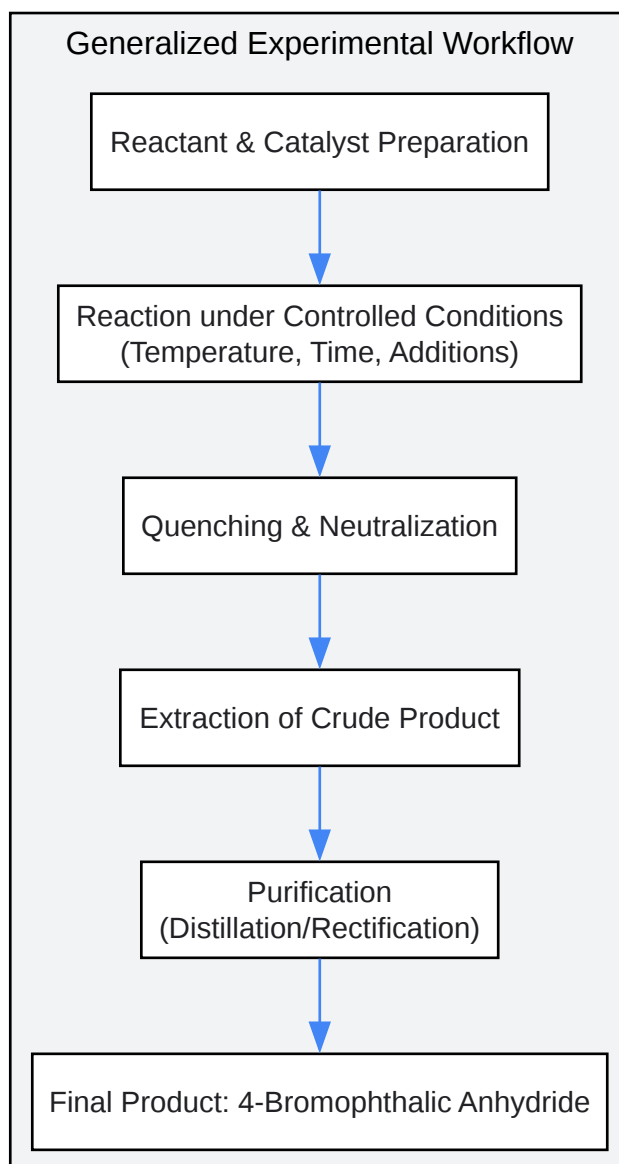 Generalized Experimental Workflow
Reactant & Catalyst Preparation
Reaction under Controlled Conditions
(Temperature, Time, Additions)
Quenching & Neutralization
Extraction of Crude Product
Purification
(Distillation/Rectification)
Final Product: 4-Bromophthalic Anhydride